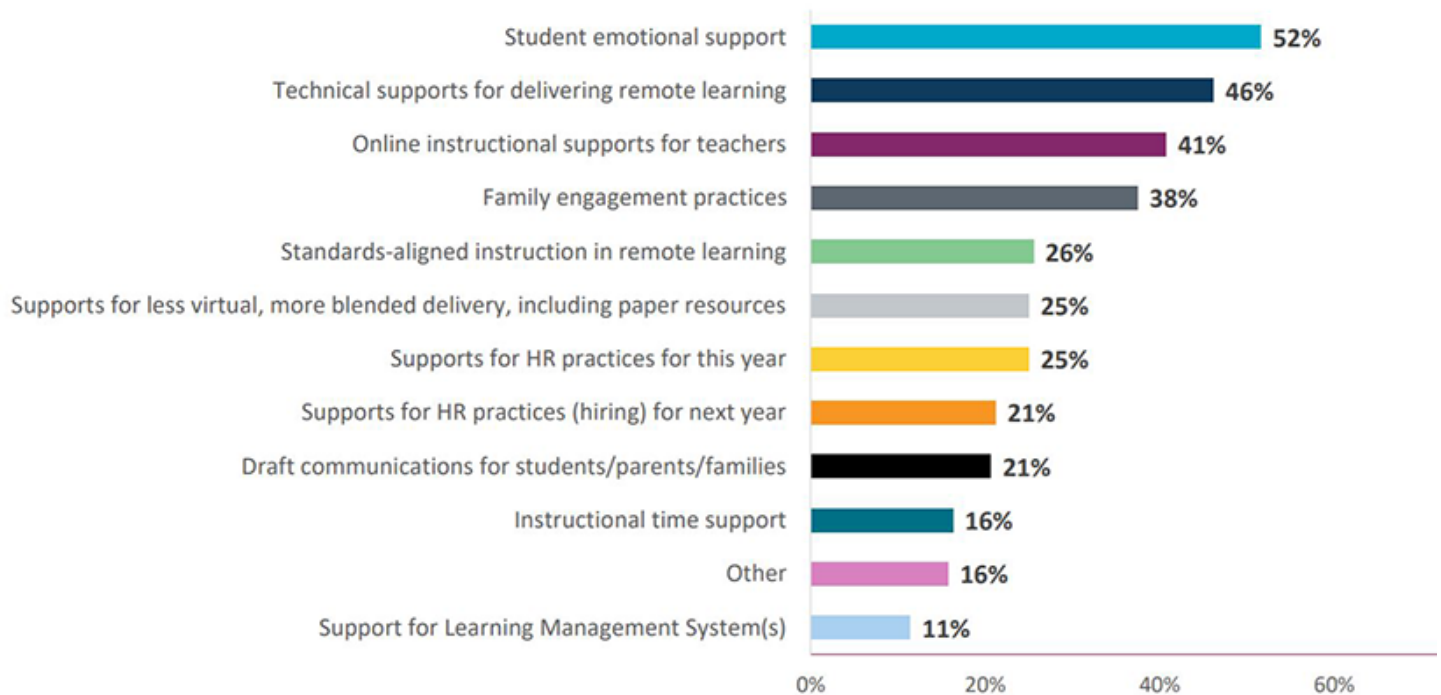 Student emotional support 52%
Technical supports for delivering remote learning 46%
Online instructional supports for teachers 41%
Family engagement practices 38%
Standards-aligned instruction in remote learning 26%
Supports for less virtual, more blended delivery, including paper resources 25%
Supports for HR practices for this year 25%
Supports for HR practices (hiring) for next year 21%
Draft communications for students/parents/families 21%
Instructional time support 16%
Other 16%
Support for Learning Management System(s) 11%
0% 20% 40% 60%